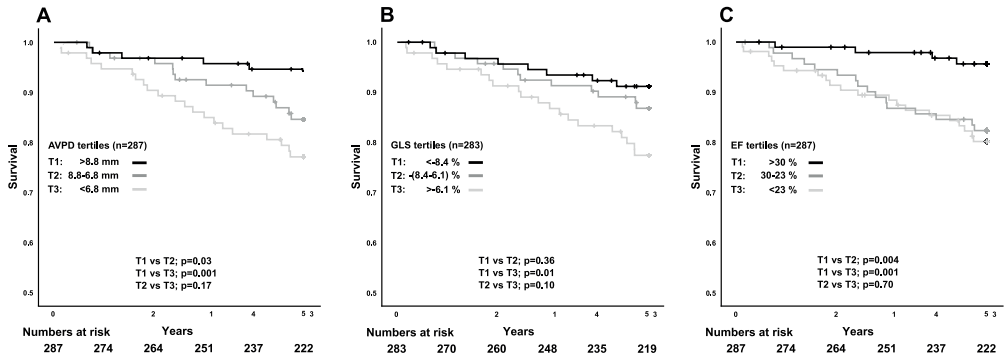 A
1.0
0.9
0.8
0.7
0.6
0.5
Survival
AVPD tertiles (n=287)
T1: >8.8 mm
T2: 8.8-6.8 mm
T3: <6.8 mm
T1 vs T2; p=0.03
T1 vs T3; p=0.001
T2 vs T3; p=0.17
0 2 1 4 5 3
Numbers at risk Years
287 274 264 251 237 222
B
1.0
0.9
0.8
0.7
0.6
0.5
Survival
GLS tertiles (n=283)
T1: <-8.4 %
T2: -(8.4-6.1) %
T3: >-6.1 %
T1 vs T2; p=0.36
T1 vs T3; p=0.01
T2 vs T3; p=0.10
0 2 1 4 5 3
Numbers at risk Years
283 270 260 248 235 219
C
1.0
0.9
0.8
0.7
0.6
0.5
Survival
EF tertiles (n=287)
T1: >30 %
T2: 30-23 %
T3: <23 %
T1 vs T2; p=0.004
T1 vs T3; p=0.001
T2 vs T3; p=0.70
0 2 1 4 5 3
Numbers at risk Years
287 274 264 251 237 222